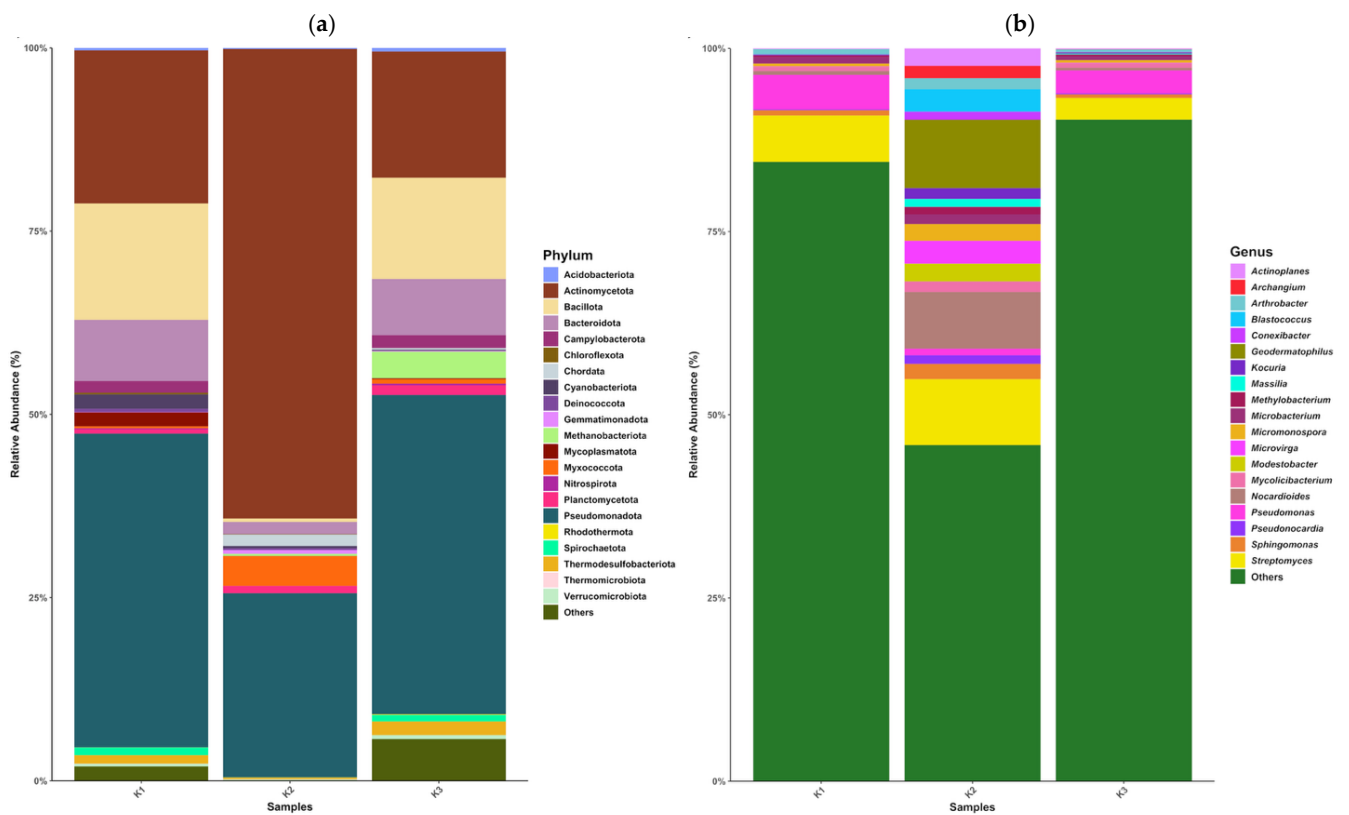 (a)
100%
75%
50%
25%
0%
Relative Abundance (%)
K1
K2
K3
Samples
Phylum
Acidobacteriota
Actinomycetota
Bacillota
Bacteroidota
Campylobacterota
Chloroflexota
Chordata
Cyanobacteriota
Deinococcota
Gemmatimonadota
Methanobacteriota
Mycoplasmatota
Myxococcota
Nitrospirota
Planctomycetota
Pseudomonadota
Rhodothermota
Spirochaetota
Thermodesulfobacteriota
Thermomicrobiota
Verrucomicrobiota
Others
(b)
100%
75%
50%
25%
0%
Relative Abundance (%)
K1
K2
K3
Samples
Genus
Actinoplanes
Archangium
Arthrobacter
Blastococcus
Conexibacter
Geodermatophilus
Kocuria
Massilia
Methylobacterium
Microbacterium
Micromonospora
Microvirga
Modestobacter
Mycolicibacterium
Nocardioides
Pseudomonas
Pseudonocardia
Sphingomonas
Streptomyces
Others